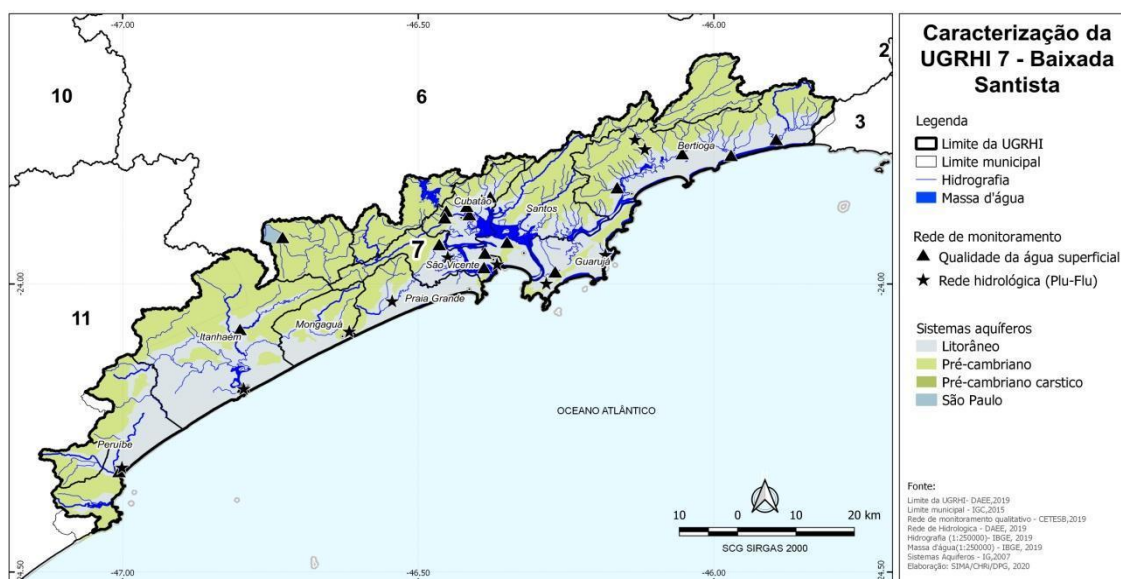 -47.00
-46.50
-46.00
10
6
2
3
Bertioga
Cubatão
Santos
7
São Vicente
Guarujá
-24.00
-24.00
Praia Grande
11
Mongaguá
Itanhaém
OCEANO ATLÂNTICO
Peruíbe
10 0 10 20 km
SCG SIRGAS 2000
-24.50
-24.50
-47.00
-46.50
-46.00
Caracterização da
UGRHI 7 - Baixada
Santista
Legenda
Limite da UGRHI
Limite municipal
Hidrografia
Massa d'água
Rede de monitoramento
Qualidade da água superficial
Rede hidrológica (Plu-Flu)
Sistemas aquíferos
Litorâneo
Pré-cambriano
Pré-cambriano carstico
São Paulo
Fonte:
Limite da UGRHI- DAEE,2019
Limite municipal - IGC,2015
Rede de monitoramento qualitativo - CETESB,2019
Rede de Hidrologica - DAEE, 2019
Hidrografia (1:250000)- IBGE, 2019
Massa d'água(1:250000) - IBGE, 2019
Sistemas Aquiferos - IG,2007
Elaboração: SIMA/CHRi/DPG, 2020